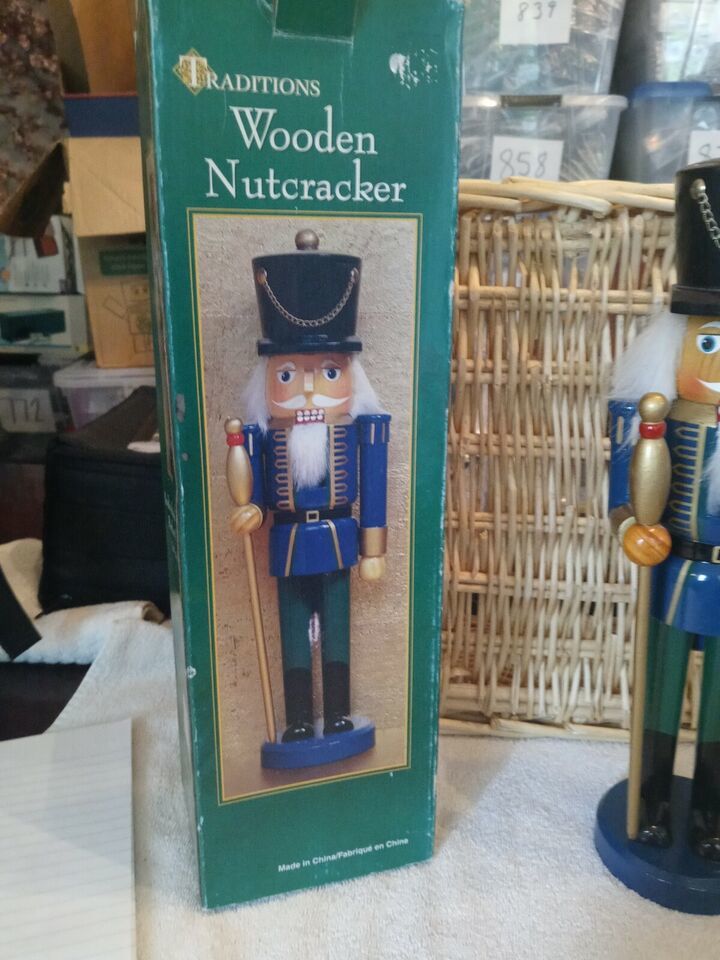 TRADITIONS
Wooden
Nutcracker
Made in China/Fabriqué en Chine
839
858
772